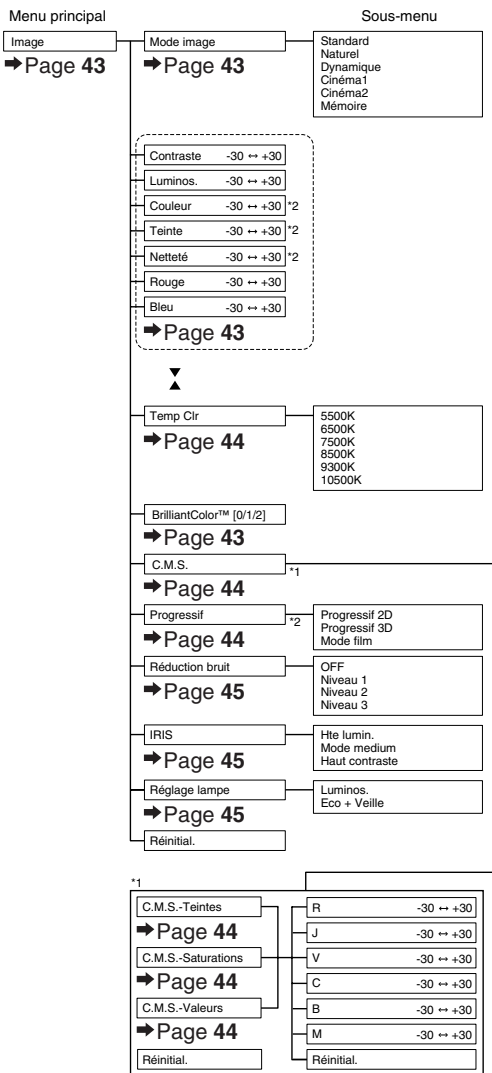 Menu principal
Sous-menu
Image
➡Page 43
Mode image
➡Page 43
Standard
Naturel
Dynamique
Cinéma1
Cinéma2
Mémoire
Contraste -30 ↔ +30
Luminos. -30 ↔ +30
Couleur -30 ↔ +30 *2
Teinte -30 ↔ +30 *2
Netteté -30 ↔ +30 *2
Rouge -30 ↔ +30
Bleu -30 ↔ +30
➡Page 43
Temp Clr
➡Page 44
5500K
6500K
7500K
8500K
9300K
10500K
BrilliantColor™ [0/1/2]
➡Page 43
C.M.S. *1
➡Page 44
Progressif *2
➡Page 44
Progressif 2D
Progressif 3D
Mode film
Réduction bruit
➡Page 45
OFF
Niveau 1
Niveau 2
Niveau 3
IRIS
➡Page 45
Hte lumin.
Mode medium
Haut contraste
Réglage lampe
➡Page 45
Luminos.
Eco + Veille
Réinitial.
*1
C.M.S.-Teintes
➡Page 44
C.M.S.-Saturations
➡Page 44
C.M.S.-Valeurs
➡Page 44
Réinitial.
R -30 ↔ +30
J -30 ↔ +30
V -30 ↔ +30
C -30 ↔ +30
B -30 ↔ +30
M -30 ↔ +30
Réinitial.